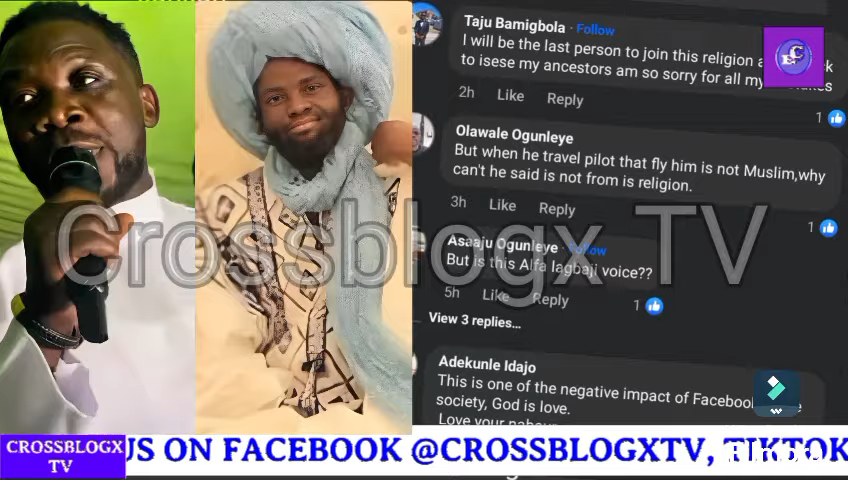 Taju Bamigbola · Follow
I will be the last person to join this religion a
to isese my ancestors am so sorry for all my
2h Like Reply
1
Olawale Ogunleye
But when he travel pilot that fly him is not Muslim,why
can't he said is not from is religion.
3h Like Reply
1
Crossblogx TV
Asaaju Ogunleye · Follow
But is this Alfa lagbaji voice??
5h Like Reply
1
View 3 replies...
Adekunle Idajo
This is one of the negative impact of Facebook
society, God is love.
CROSSBLOGX
TV
US ON FACEBOOK @CROSSBLOGXTV, TIKTOK
Filmora